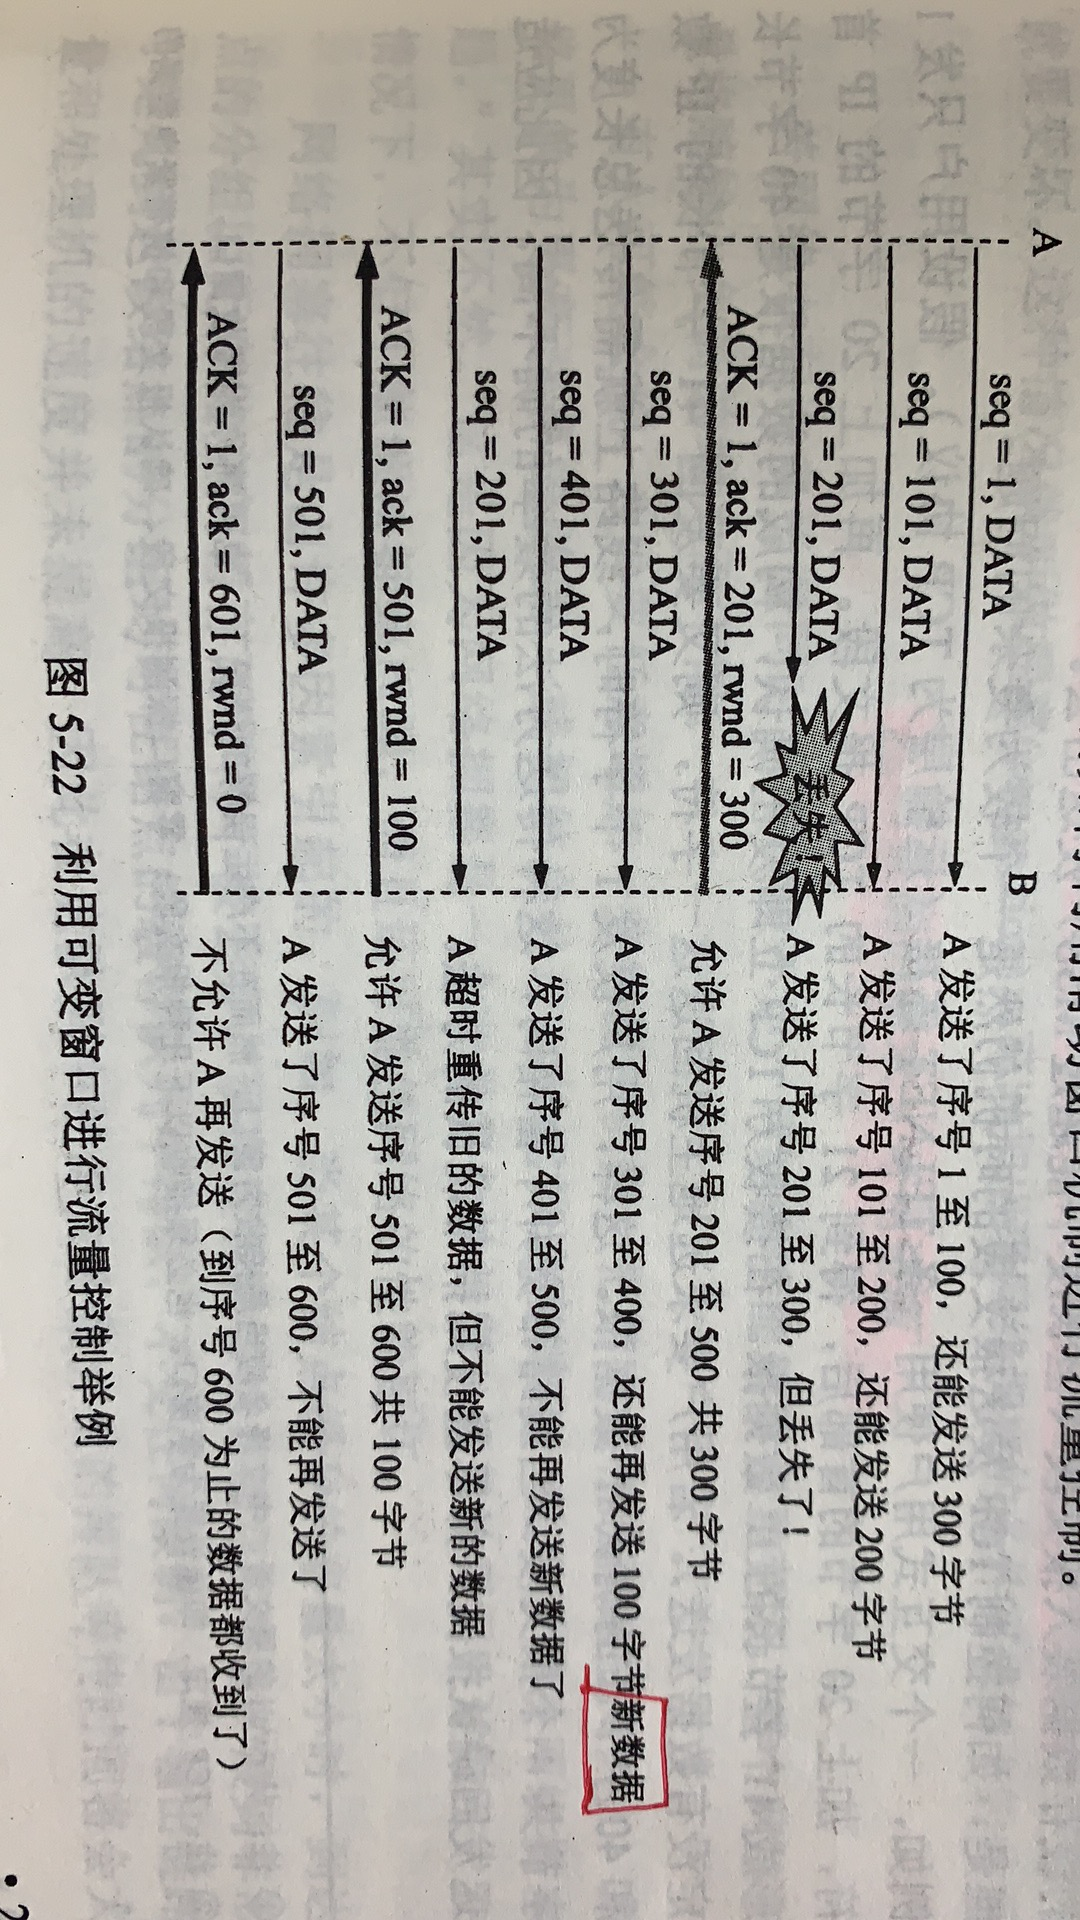 A
B
seq = 1, DATA
A 发送了序号 1 至 100，还能发送 300 字节
seq = 101, DATA
A 发送了序号 101 至 200，还能发送 200 字节
seq = 201, DATA
丢失!
A 发送了序号 201 至 300，但丢失了！
ACK = 1, ack = 201, rwnd = 300
允许 A 发送序号 201 至 500 共 300 字节
seq = 301, DATA
A 发送了序号 301 至 400，还能再发送 100 字节新数据
seq = 401, DATA
A 发送了序号 401 至 500，不能再发送新数据了
seq = 201, DATA
A 超时重传旧的数据，但不能发送新的数据
ACK = 1, ack = 501, rwnd = 100
允许 A 发送序号 501 至 600 共 100 字节
seq = 501, DATA
A 发送了序号 501 至 600，不能再发送了
ACK = 1, ack = 601, rwnd = 0
不允许 A 再发送（到序号 600 为止的数据都收到了）
图 5-22 利用可变窗口进行流量控制举例